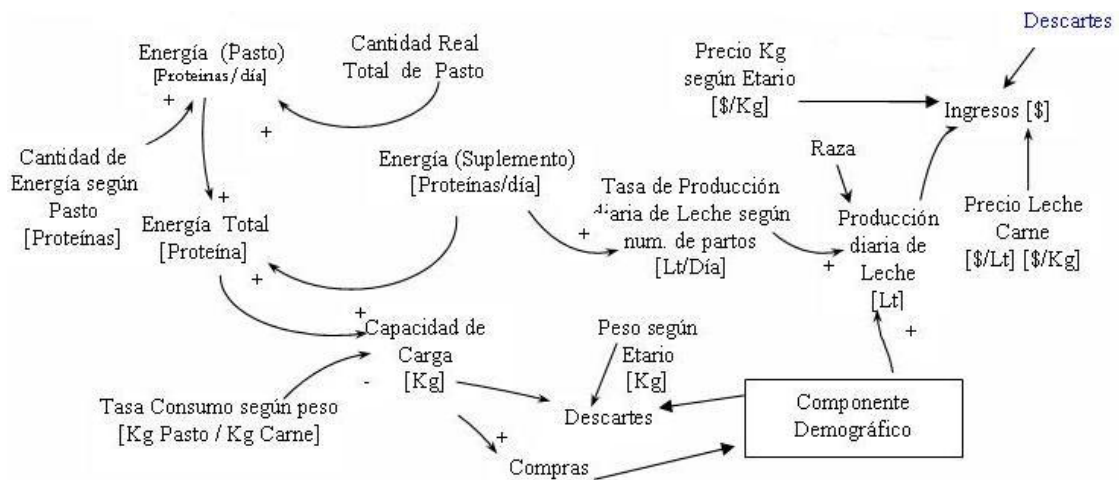 Descartes
Energía (Pasto)
[Proteinas / día]
Cantidad Real
Total de Pasto
Precio Kg
según Etario
[$/Kg]
Ingresos [$]
+
+
Cantidad de
Energía según
Pasto
[Proteínas]
Energía (Suplemento)
[Proteínas/día]
Raza
Tasa de Producción
diaria de Leche según
num. de partos
[Lt/Día]
Producción
diaria de
Leche
[Lt]
Precio Leche
Carne
[$/Lt] [$/Kg]
+
Energía Total
[Proteína]
+
+
+
+
Capacidad de
Carga
[Kg]
Peso según
Etario
[Kg]
+
-
Tasa Consumo según peso
[Kg Pasto / Kg Carne]
Descartes
Componente
Demográfico
+
Compras